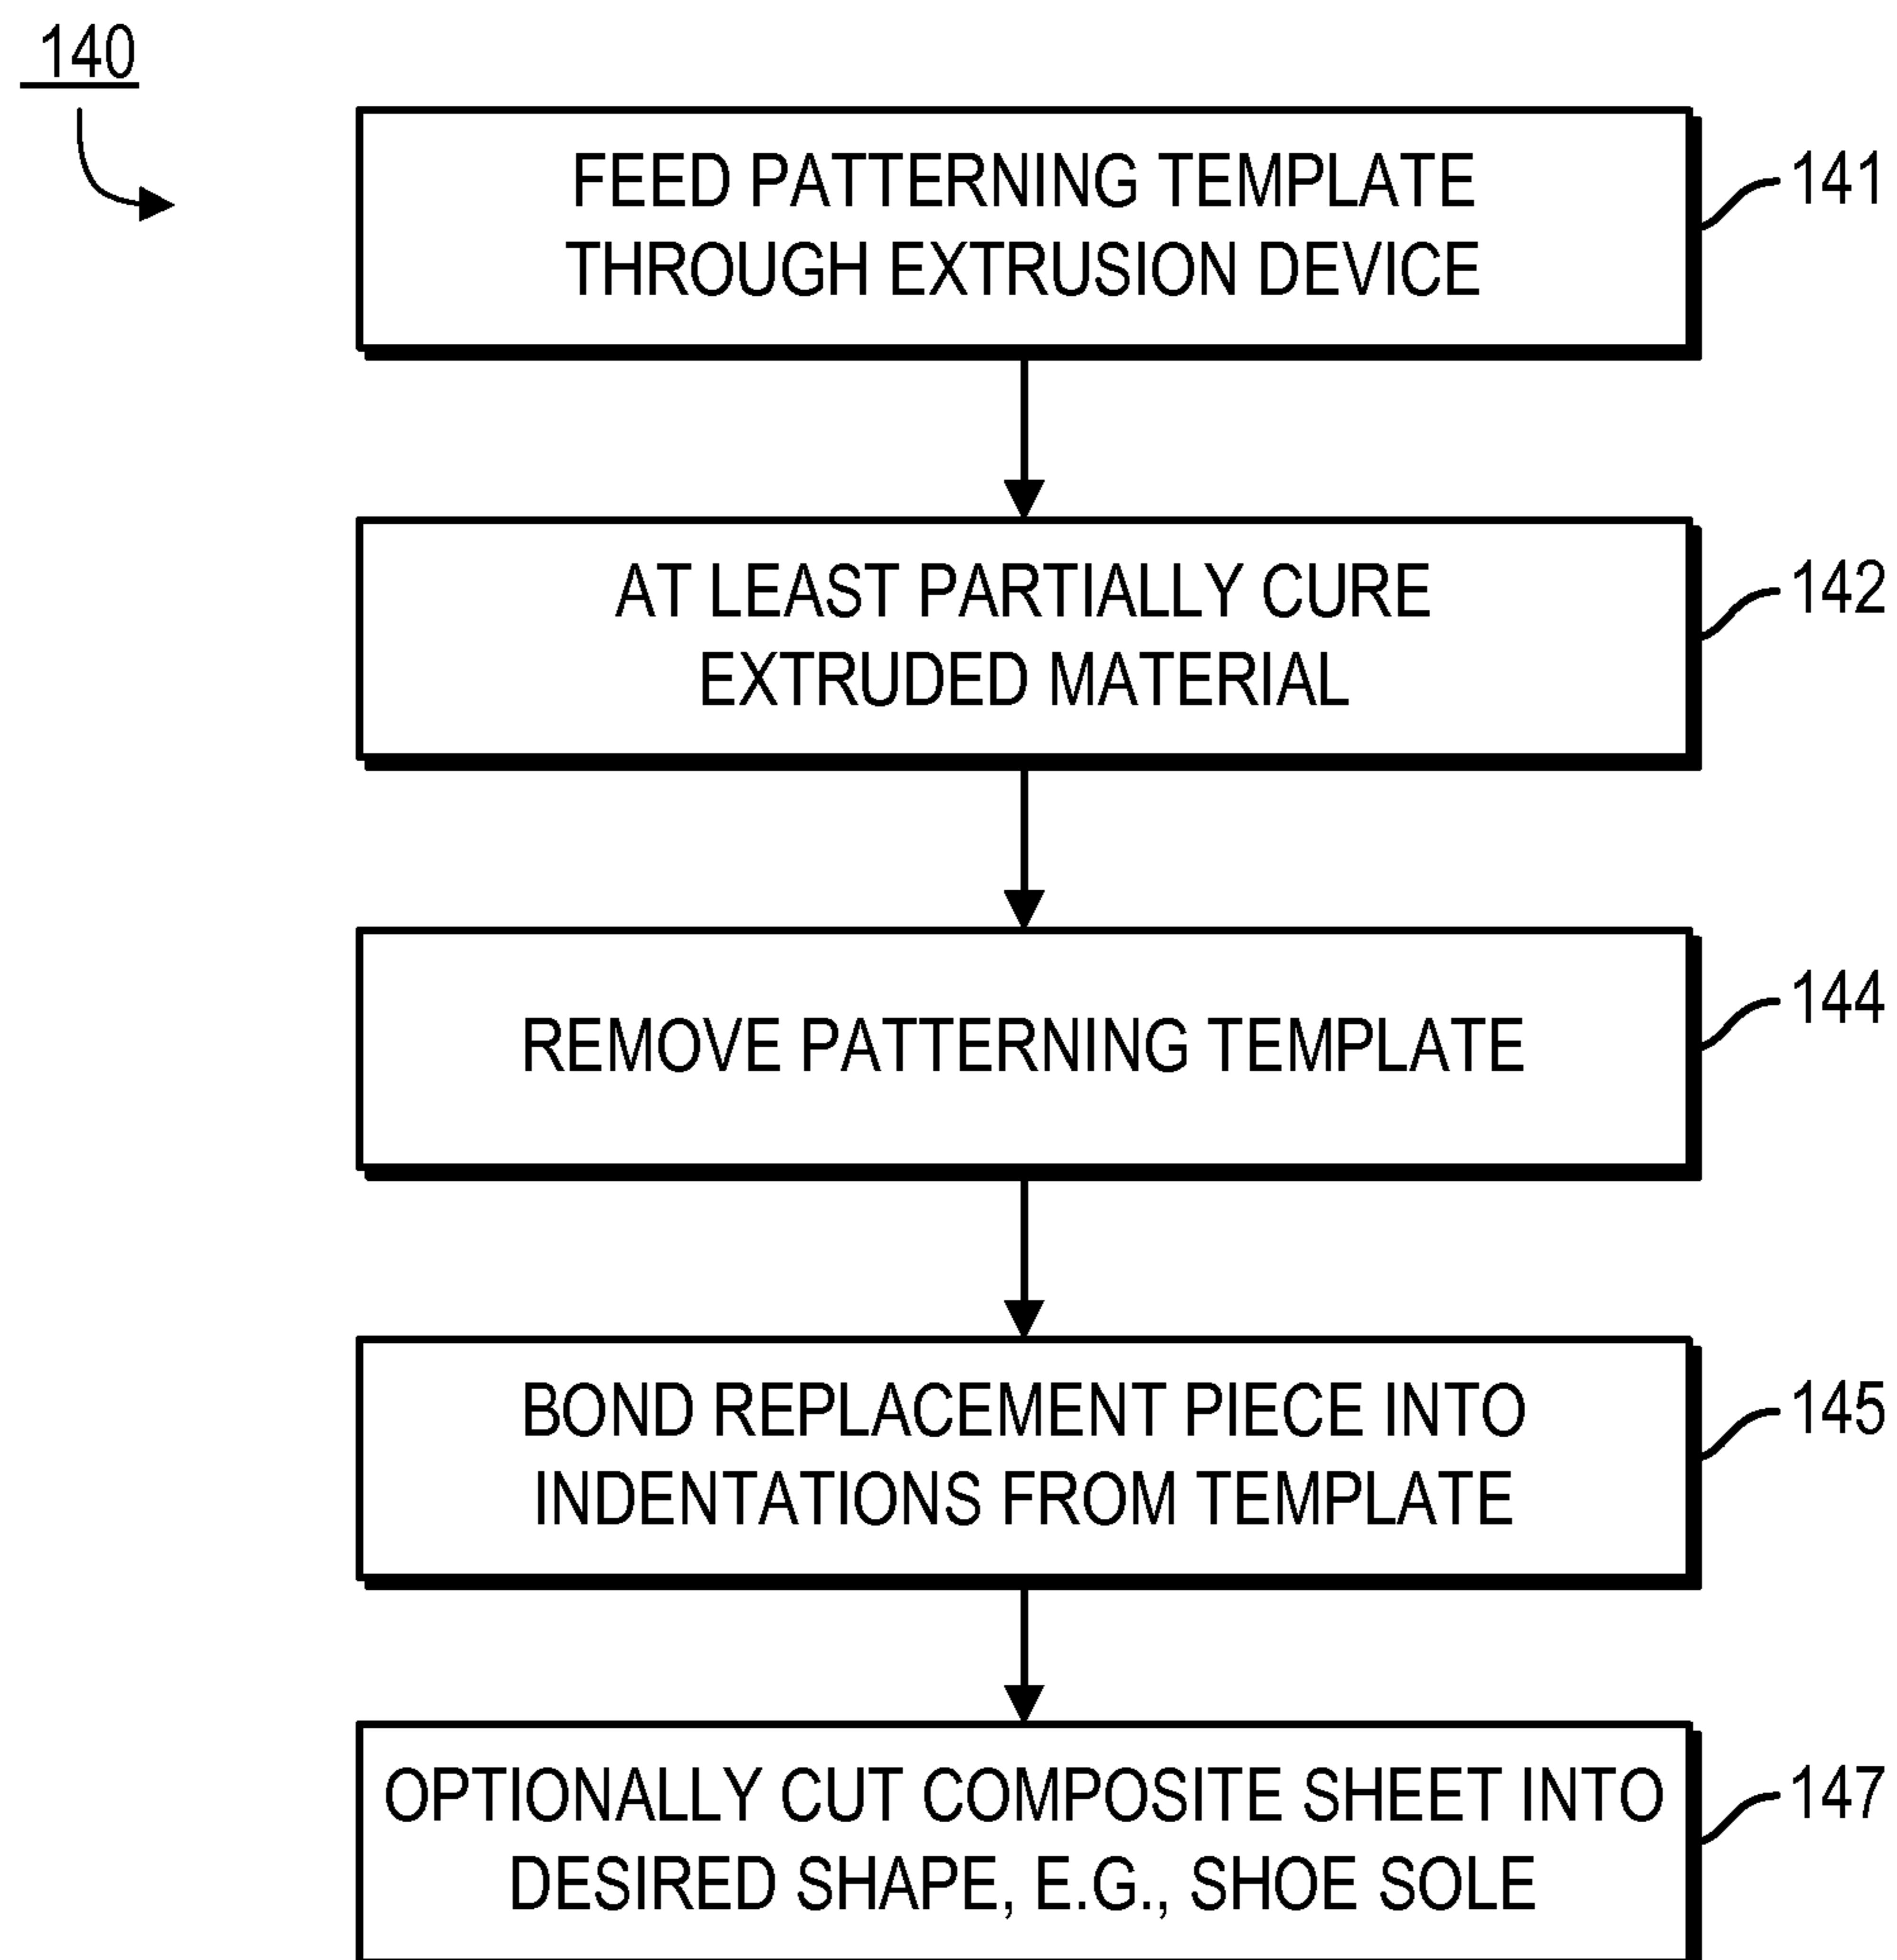 140
FEED PATTERNING TEMPLATE
THROUGH EXTRUSION DEVICE
141
AT LEAST PARTIALLY CURE
EXTRUDED MATERIAL
142
REMOVE PATTERNING TEMPLATE
144
BOND REPLACEMENT PIECE INTO
INDENTATIONS FROM TEMPLATE
145
OPTIONALLY CUT COMPOSITE SHEET INTO
DESIRED SHAPE, E.G., SHOE SOLE
147